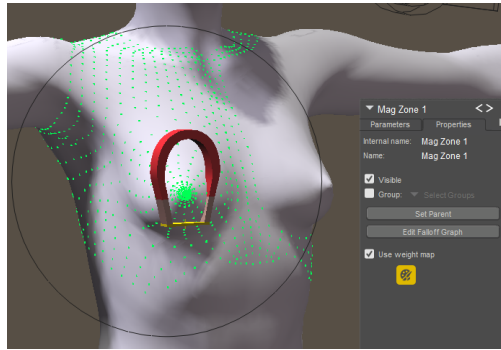 Mag Zone 1
Parameters Properties
Internal name: Mag Zone 1
Name: Mag Zone 1
Visible
Group: Select Groups
Set Parent
Edit Falloff Graph
Use weight map